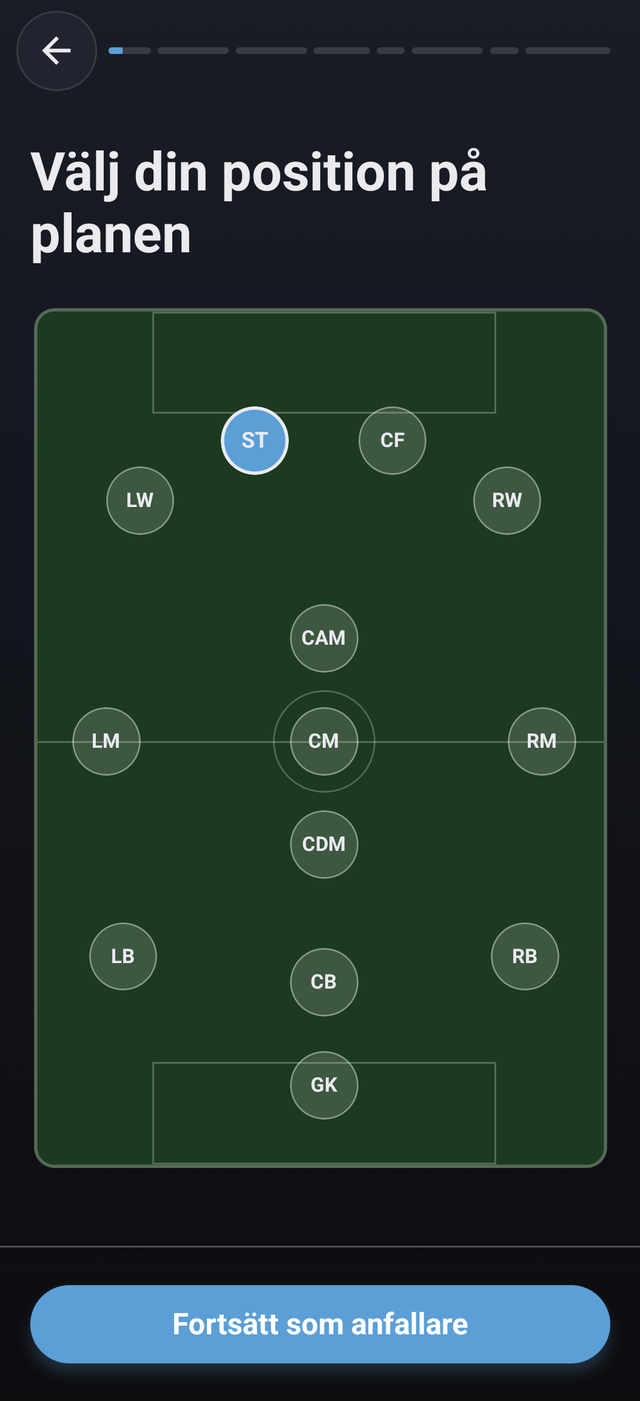 Välj din position på
planen
ST
CF
LW
RW
CAM
LM
CM
RM
CDM
LB
RB
CB
GK
Fortsätt som anfallare